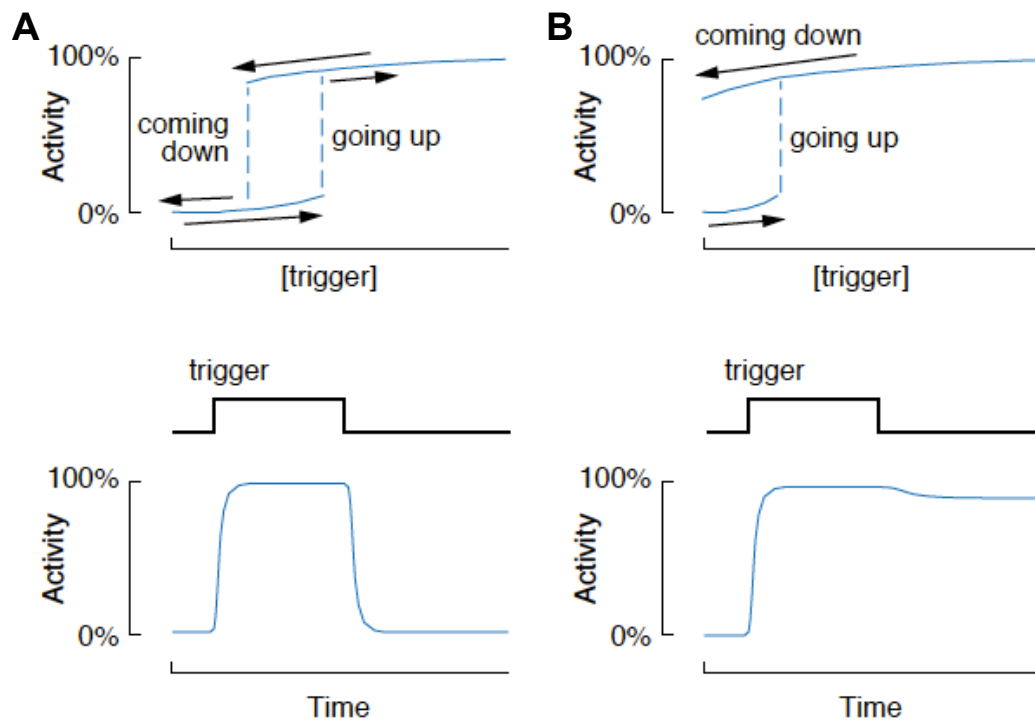 A
100%
Activity
0%
coming
down
going up
[trigger]
B
100%
Activity
0%
coming down
going up
[trigger]
trigger
100%
Activity
0%
Time
trigger
100%
Activity
0%
Time